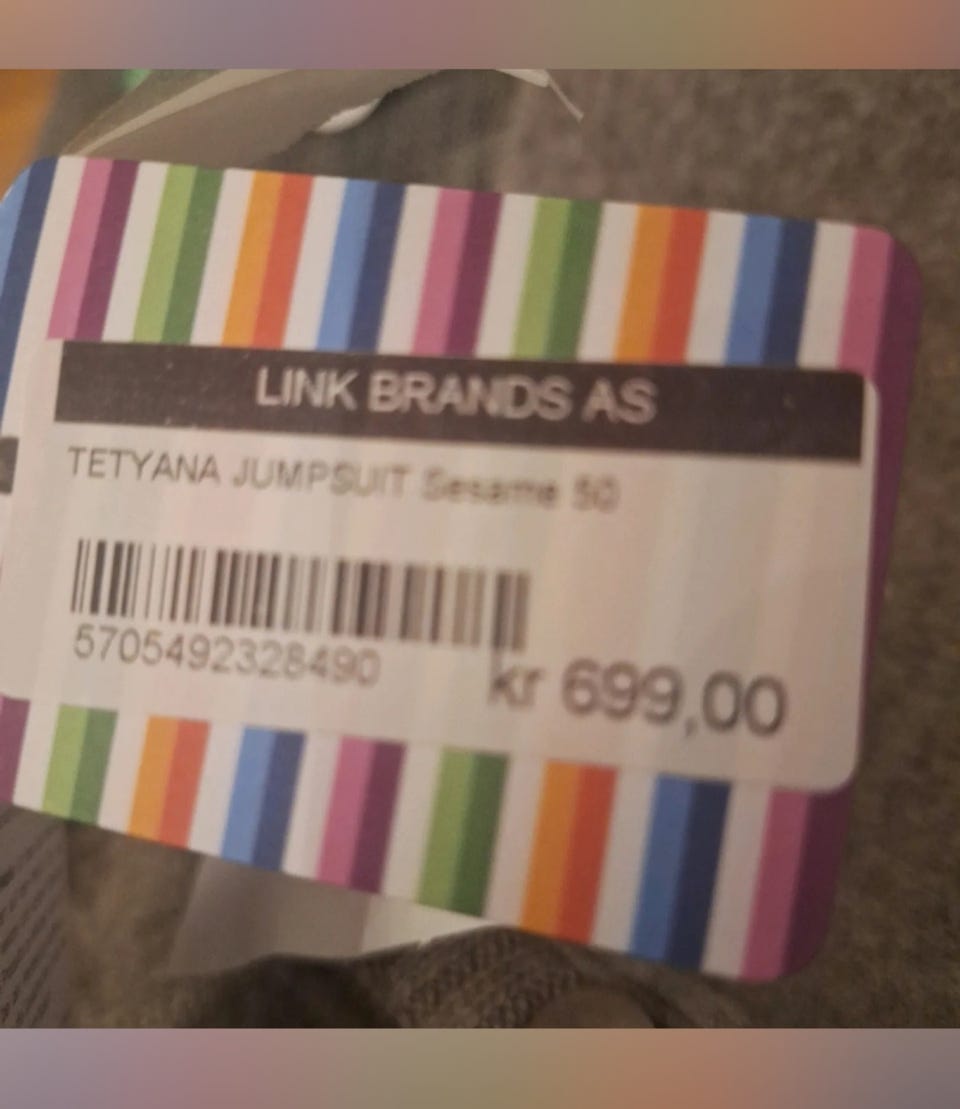 LINK BRANDS AS
TETYANA JUMPSUIT Sesame 50
5705492328490
kr 699,00